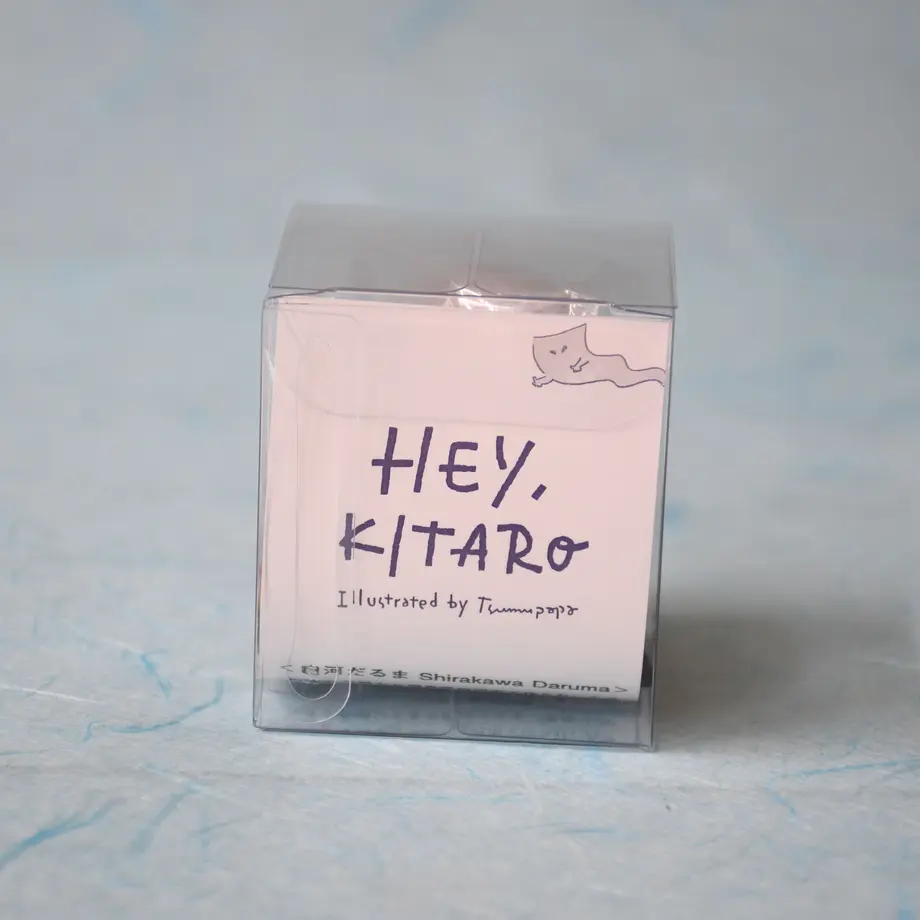 HEY,
KITARO
Illustrated by Tsumupapa
<白河だるま Shirakawa Daruma>